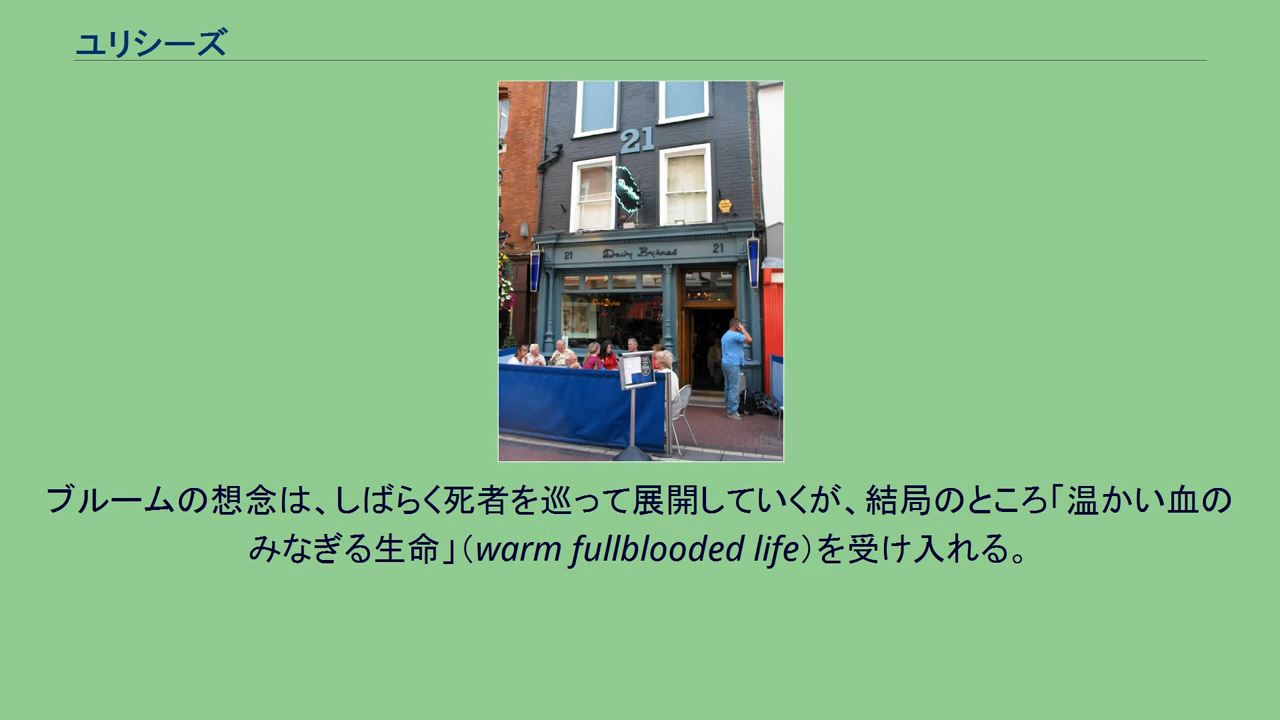 ユリシーズ
21
21 Davy Byrnes 21
ブルームの想念は、しばらく死者を巡って展開していくが、結局のところ「温かい血の
みなぎる生命」（warm fullblooded life）を受け入れる。